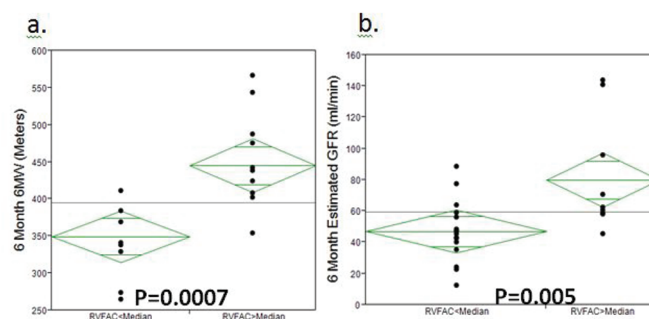 a.
600
550
500
450
400
350
300
250
6 Month 6MW (Meters)
P=0.0007
RVFAC<Median
RVFAC>Median
b.
160
140
120
100
80
60
40
20
0
6 Month Estimated GFR (ml/min)
P=0.005
RVFAC<Median
RVFAC>Median